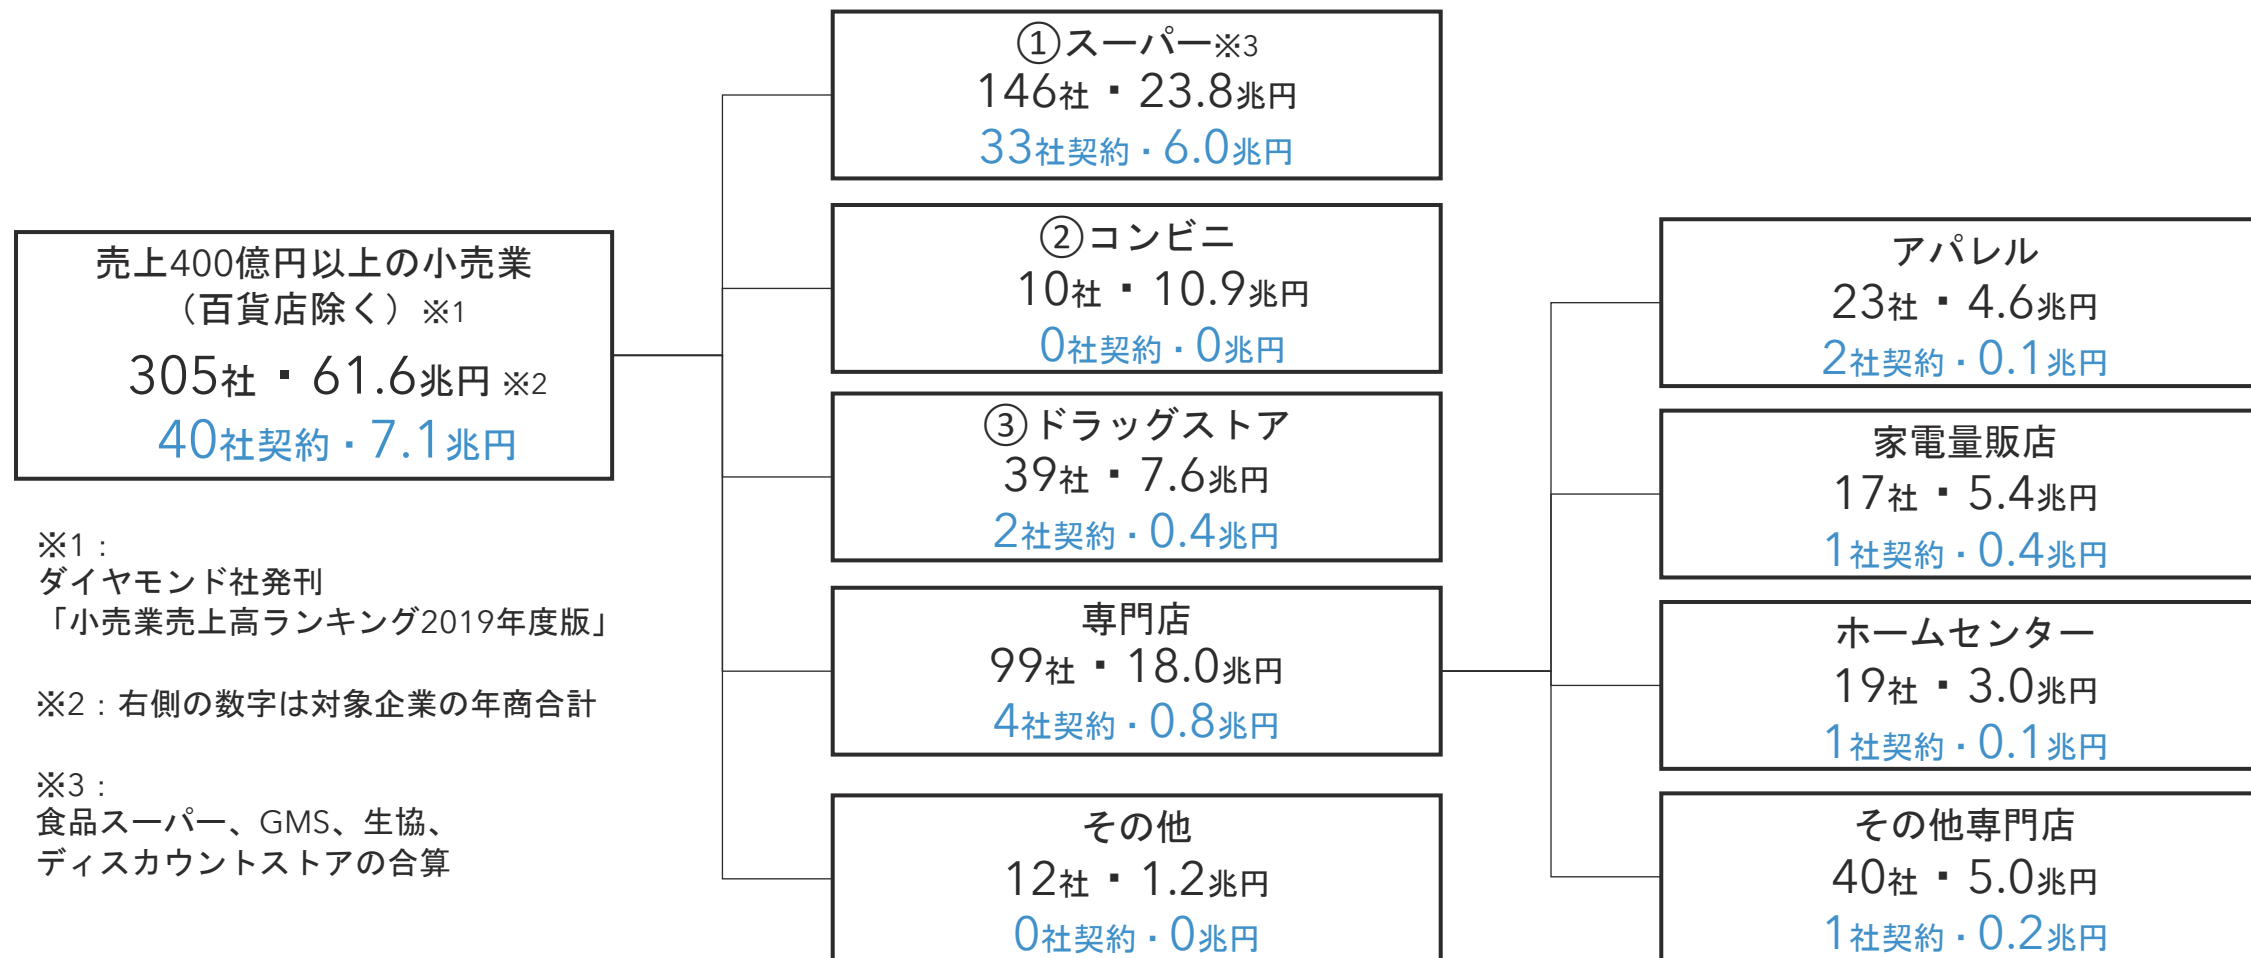 売上400億円以上の小売業
（百貨店除く）※1
305社・61.6兆円 ※2
40社契約・7.1兆円
※1：
ダイヤモンド社発刊
「小売業売上高ランキング2019年度版」
※2：右側の数字は対象企業の年商合計
※3：
食品スーパー、GMS、生協、
ディスカウントストアの合算
①スーパー※3
146社・23.8兆円
33社契約・6.0兆円
②コンビニ
10社・10.9兆円
0社契約・0兆円
③ドラッグストア
39社・7.6兆円
2社契約・0.4兆円
専門店
99社・18.0兆円
4社契約・0.8兆円
その他
12社・1.2兆円
0社契約・0兆円
アパレル
23社・4.6兆円
2社契約・0.1兆円
家電量販店
17社・5.4兆円
1社契約・0.4兆円
ホームセンター
19社・3.0兆円
1社契約・0.1兆円
その他専門店
40社・5.0兆円
1社契約・0.2兆円